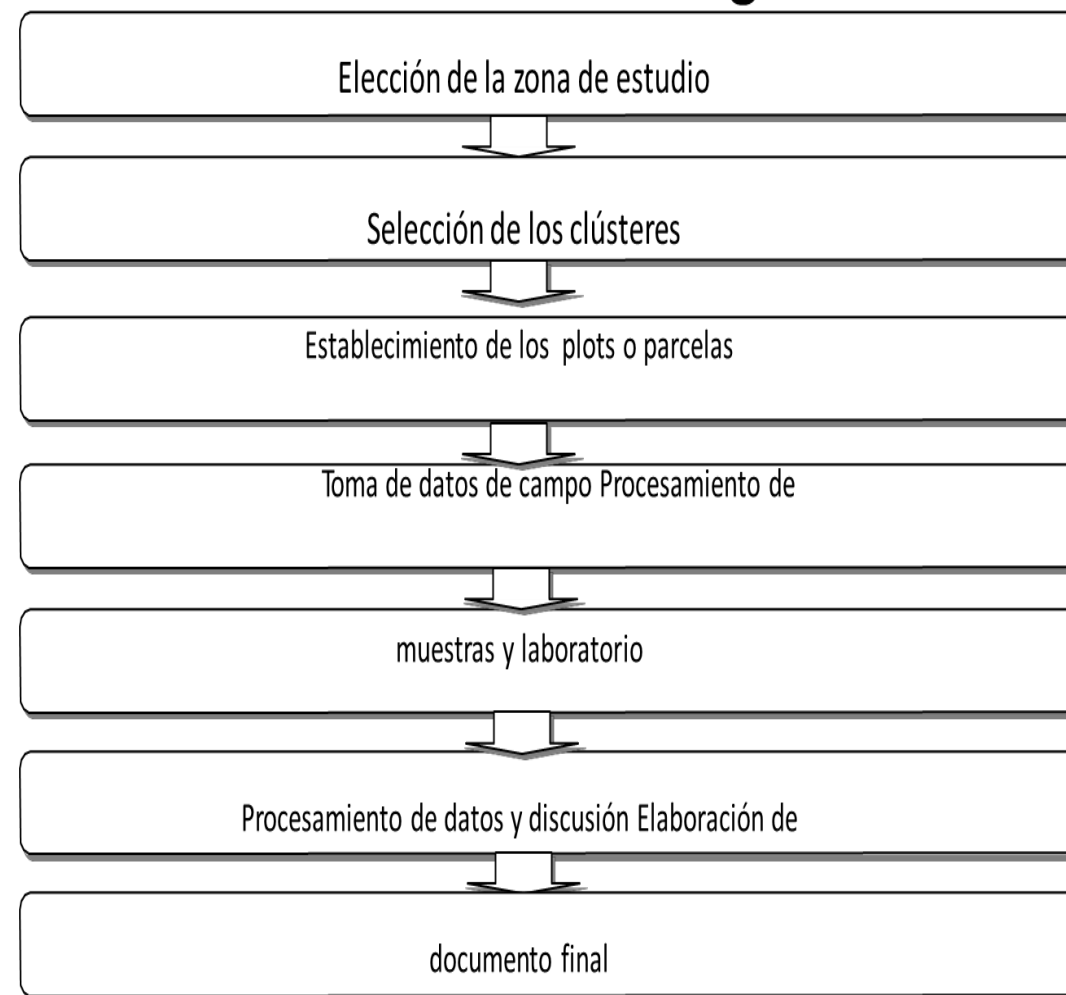 Elección de la zona de estudio
Selección de los clústeres
Establecimiento de los plots o parcelas
Toma de datos de campo Procesamiento de
muestras y laboratorio
Procesamiento de datos y discusión Elaboración de
documento final